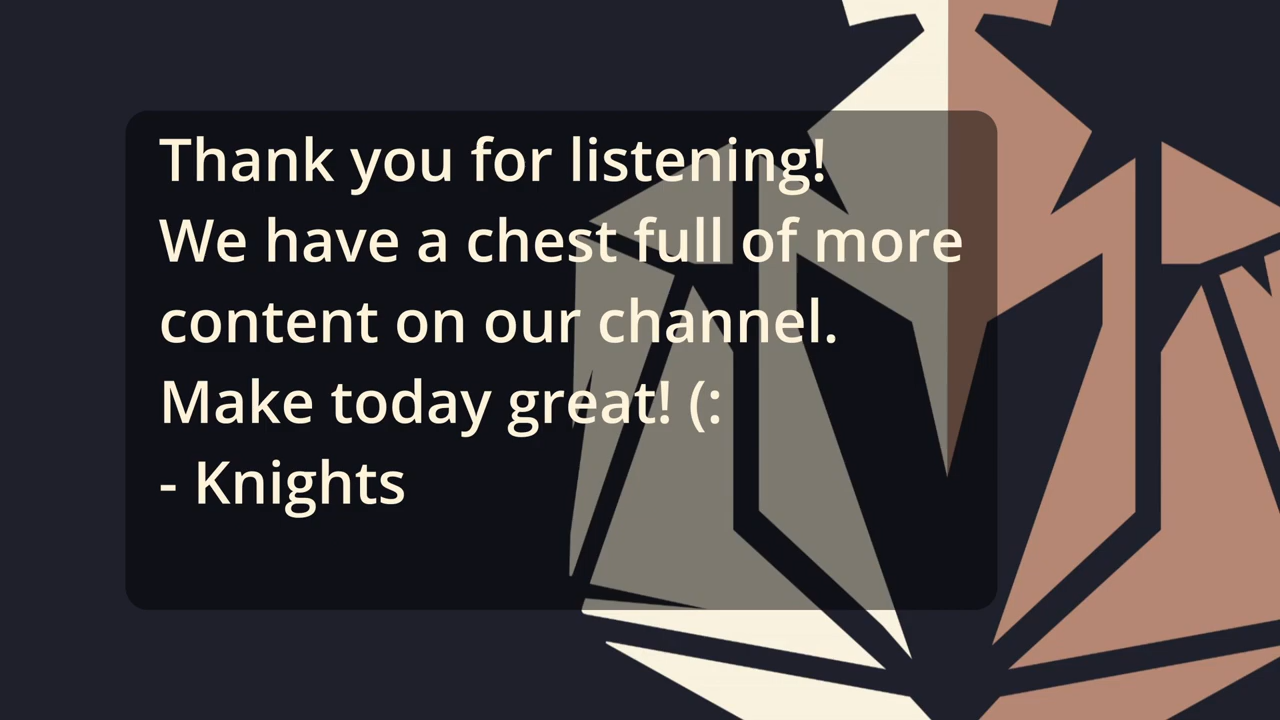 Thank you for listening!
We have a chest full of more
content on our channel.
Make today great! (:
- Knights